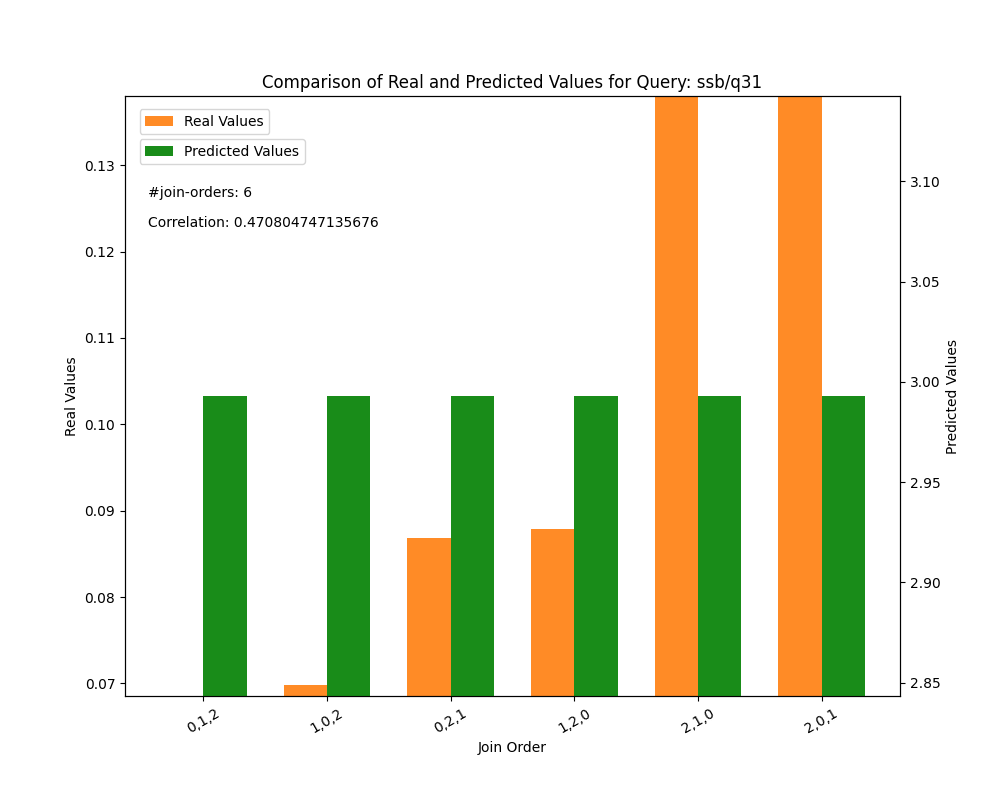 Comparison of Real and Predicted Values for Query: ssb/q31
Real Values
Predicted Values
#join-orders: 6
Correlation: 0.470804747135676
0.13
0.12
0.11
0.10
0.09
0.08
0.07
Real Values
3.10
3.05
3.00
2.95
2.90
2.85
Predicted Values
0,1,2
1,0,2
0,2,1
1,2,0
2,1,0
2,0,1
Join Order